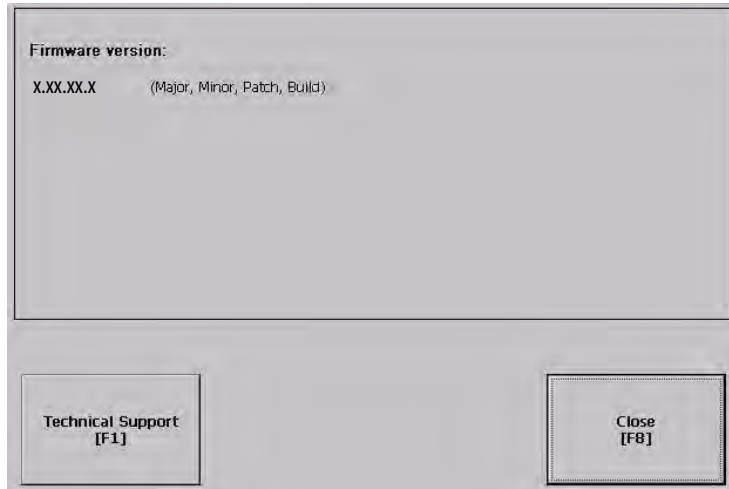 Firmware version:
X.XX.XX.X (Major, Minor, Patch, Build)
Technical Support
[F1]
Close
[F8]